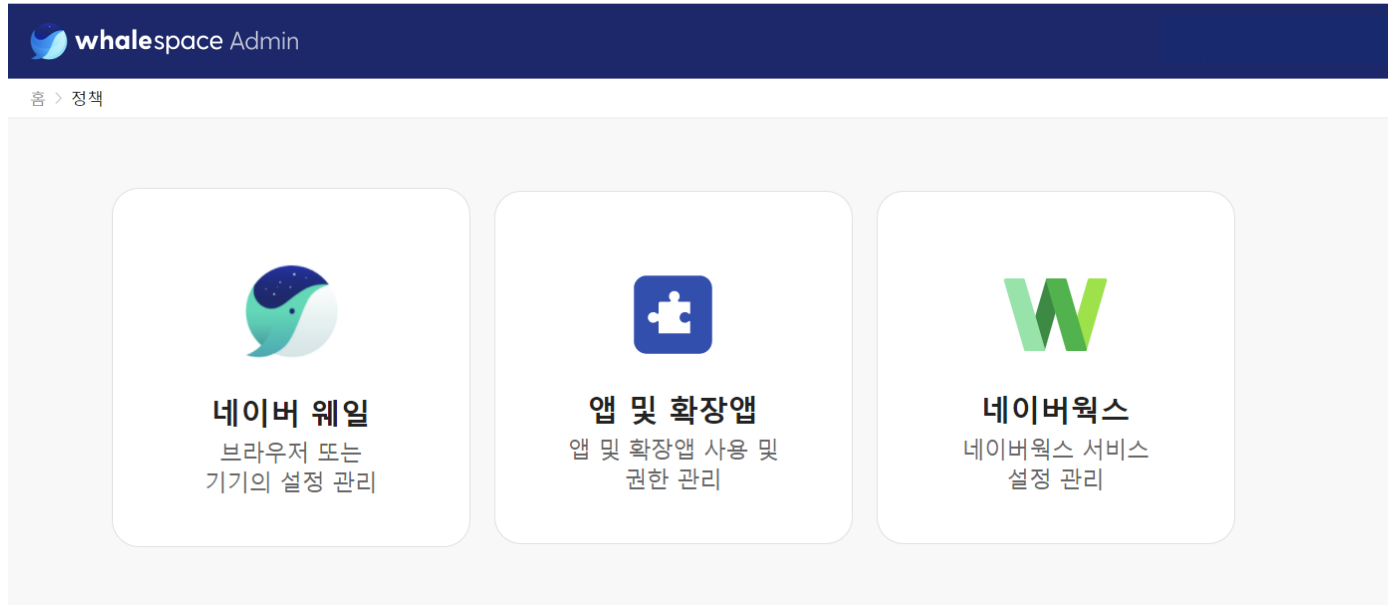 whalespace Admin
홈 > 정책
네이버 웨일
브라우저 또는
기기의 설정 관리
앱 및 확장앱
앱 및 확장앱 사용 및
권한 관리
네이버웍스
네이버웍스 서비스
설정 관리